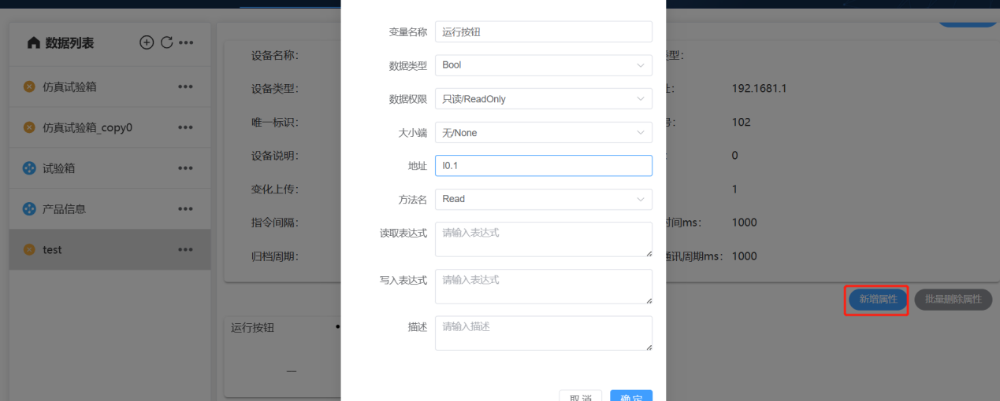 数据列表
仿真试验箱
仿真试验箱_copy0
试验箱
产品信息
test
设备名称:
设备类型:
唯一标识:
设备说明:
变化上传:
指令间隔:
归档周期:
变量名称 运行按钮
数据类型 Bool
数据权限 只读/ReadOnly
大小端 无/None
地址 I0.1
方法名 Read
读取表达式 请输入表达式
写入表达式 请输入表达式
描述 请输入描述
取消 确定
类型:
192.1681.1
号: 102
0
1
时间ms: 1000
通讯周期ms: 1000
新增属性 批量删除属性
运行按钮
—